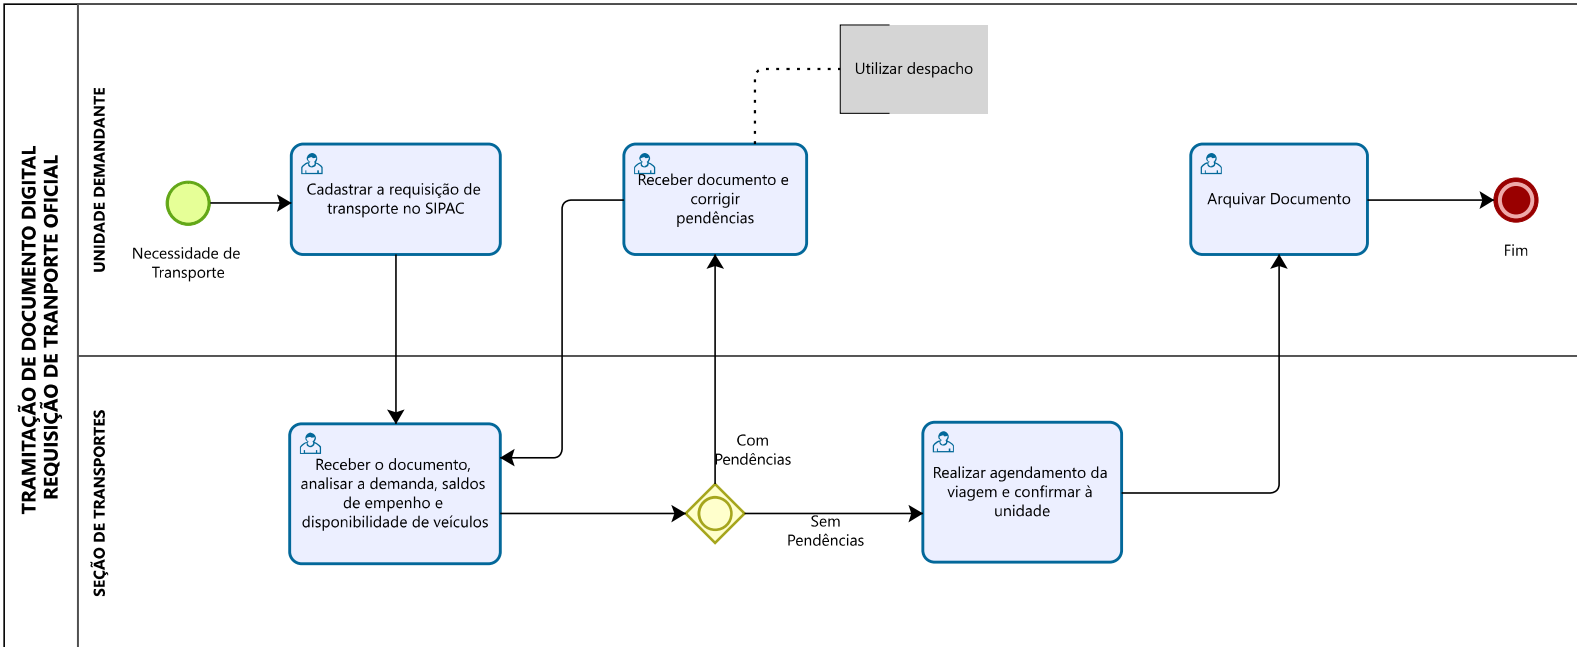 TRAMITAÇÃO DE DOCUMENTO DIGITAL
REQUISIÇÃO DE TRANPORTE OFICIAL
UNIDADE DEMANDANTE
Necessidade de
Transporte
Cadastrar a requisição de
transporte no SIPAC
Receber documento e
corrigir
pendências
Utilizar despacho
Arquivar Documento
Fim
SEÇÃO DE TRANSPORTES
Receber o documento,
analisar a demanda, saldos
de empenho e
disponibilidade de veículos
Com
Pendências
Sem
Pendências
Realizar agendamento da
viagem e confirmar à
unidade